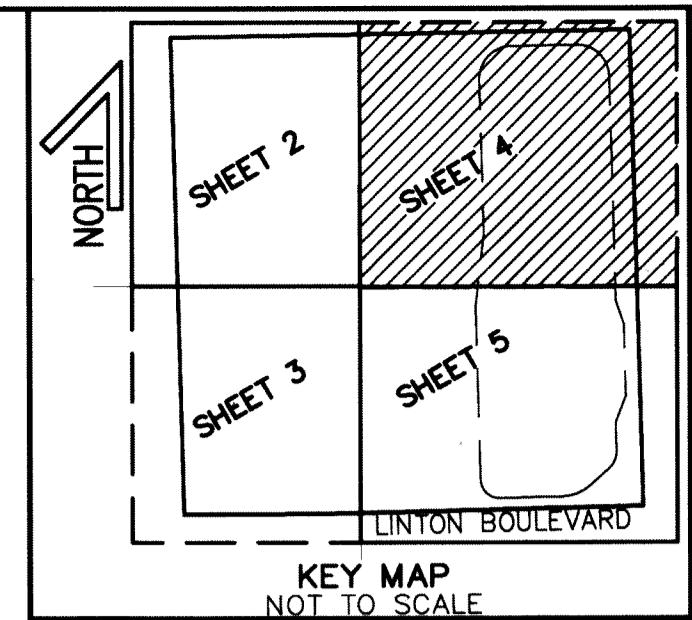 NORTH
SHEET 2
SHEET 4
SHEET 3
SHEET 5
LINTON BOULEVARD
KEY MAP
NOT TO SCALE